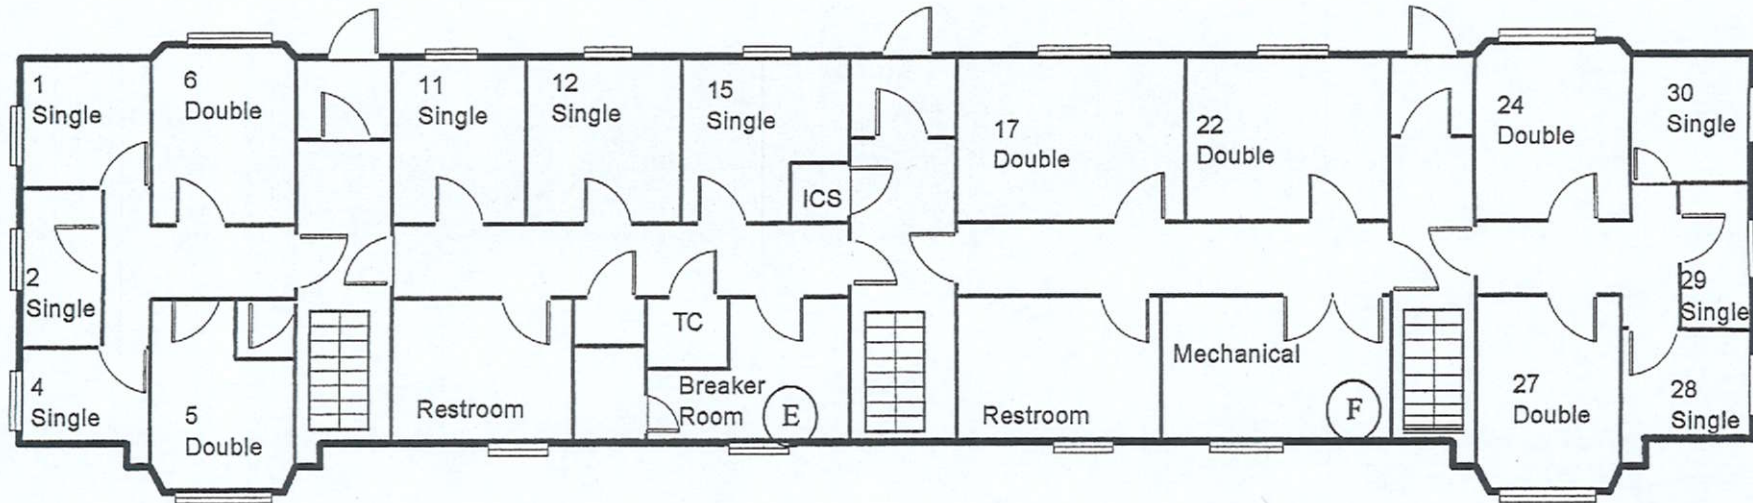 1
Single
6
Double
11
Single
12
Single
15
Single
ICS
17
Double
22
Double
24
Double
30
Single
2
Single
29
Single
4
Single
5
Double
Restroom
TC
Breaker
Room
E
Restroom
Mechanical
F
27
Double
28
Single